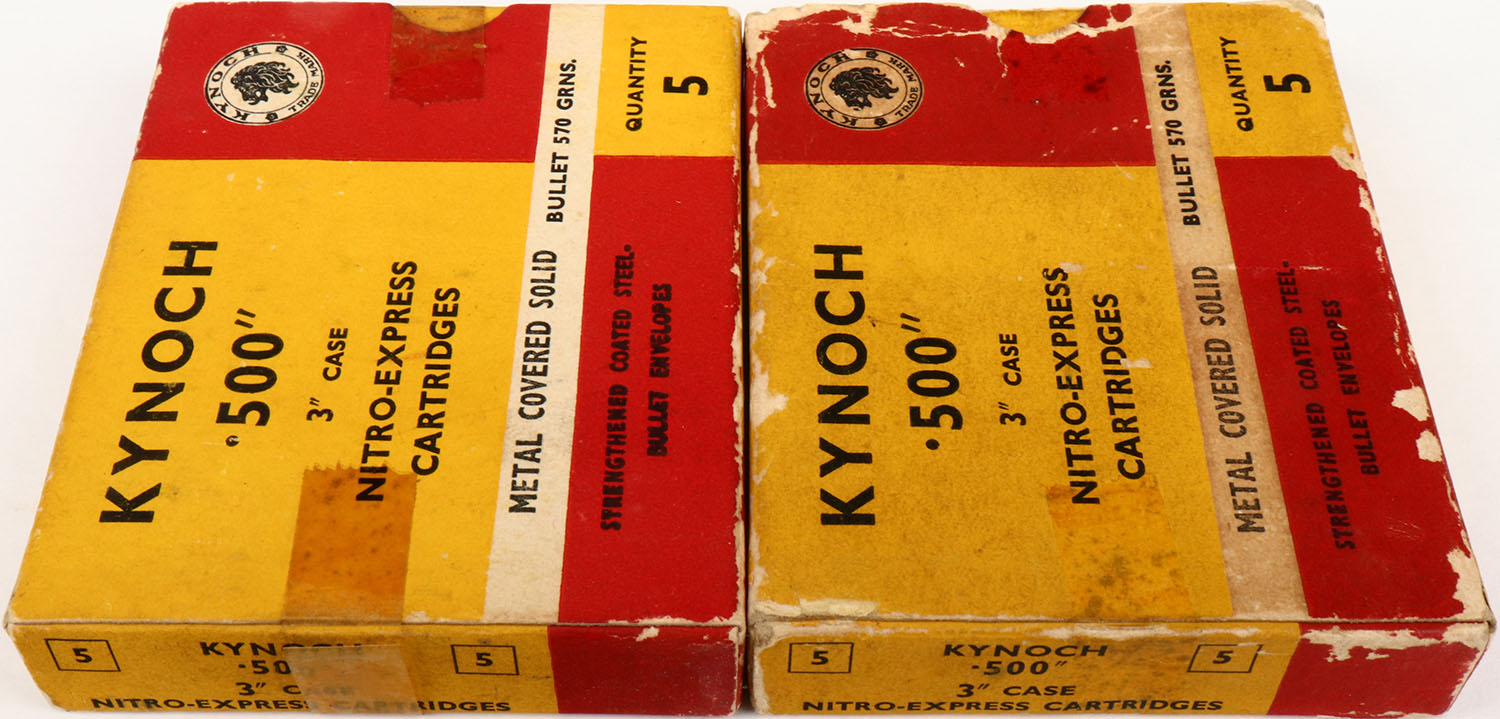 KYNOCH
TRADE MARK
KYNOCH
.500"
3" CASE
NITRO-EXPRESS
CARTRIDGES
METAL COVERED SOLID BULLET 570 GRNS.
QUANTITY
5
STRENGTHENED COATED STEEL-
BULLET ENVELOPES
5
KYNOCH
5
.50
3" CASE
NITRO-EXPRESS CARTRIDGES
KYNOCH
TRADE MARK
KYNOCH
.500"
3" CASE
NITRO-EXPRESS
CARTRIDGES
METAL COVERED SOLID BULLET 570 GRNS.
QUANTITY
5
STRENGTHENED COATED STEEL-
BULLET ENVELOPES
5
KYNOCH
5
.500"
3" CASE
NITRO-EXPRESS CARTRIDGES